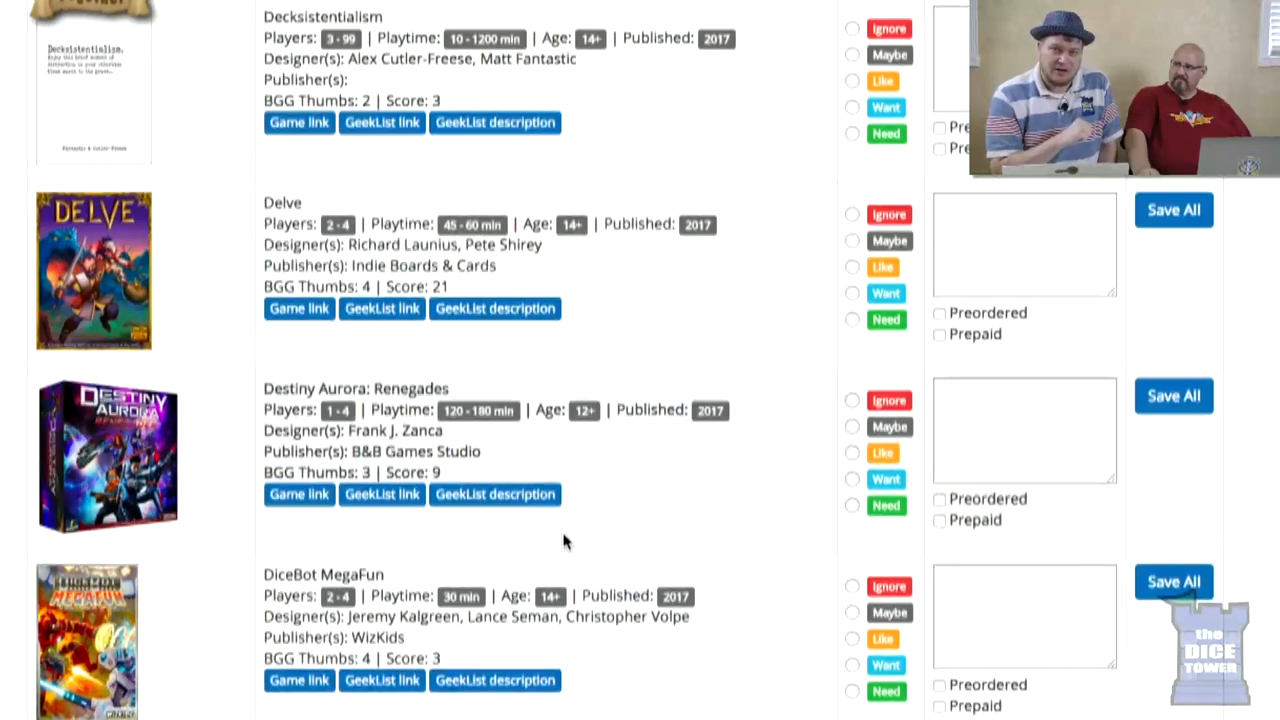 Decksistentialism
Players: 3 - 99 | Playtime: 10 - 1200 min | Age: 14+ | Published: 2017
Designer(s): Alex Cutler-Freese, Matt Fantastic
Publisher(s):
BGG Thumbs: 2 | Score: 3
Game link GeekList link GeekList description
Decksistentialism.
Ignore
Maybe
Like
Want
Need
Pre
Pre
DELVE
Delve
Players: 2 - 4 | Playtime: 45 - 60 min | Age: 14+ | Published: 2017
Designer(s): Richard Launius, Pete Shirey
Publisher(s): Indie Boards & Cards
BGG Thumbs: 4 | Score: 21
Game link GeekList link GeekList description
Ignore
Maybe
Like
Want
Need
Preordered
Prepaid
Save All
DESTINY
AURORA
RENEGADES
Destiny Aurora: Renegades
Players: 1 - 4 | Playtime: 120 - 180 min | Age: 12+ | Published: 2017
Designer(s): Frank J. Zanca
Publisher(s): B&B Games Studio
BGG Thumbs: 3 | Score: 9
Game link GeekList link GeekList description
Ignore
Maybe
Like
Want
Need
Preordered
Prepaid
Save All
DICEBOT
MEGAFUN
DiceBot MegaFun
Players: 2 - 4 | Playtime: 30 min | Age: 14+ | Published: 2017
Designer(s): Jeremy Kalgreen, Lance Seman, Christopher Volpe
Publisher(s): WizKids
BGG Thumbs: 4 | Score: 3
Game link GeekList link GeekList description
Ignore
Maybe
Like
Want
Need
Preordered
Prepaid
Save All
the
DICE
TOWER